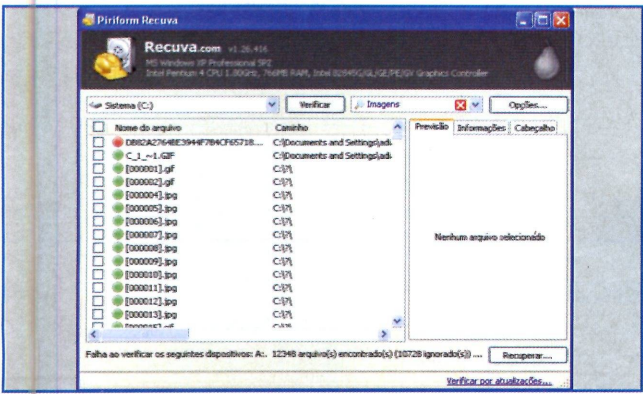 Piriform Recuva
Recuva.com v1.26.416
MS Windows XP Professional SP2
Intel Pentium 4 CPU 1.80GHz, 766MB RAM, Intel 82845G/GL/GE/PE/GV Graphics Controller
Sistema (C:) Verificar Imagens Opções...
Nome do arquivo Caminho Previsão Informações Cabeçalho
DB82A2764BE3944F7B4CF65718.... C:\Documents and Settings\adı
C_1_~1.GIF C:\Documents and Settings\adı
[000001].gif C:\?\
[000002].gif C:\?\
[000004].jpg C:\?\
[000005].jpg C:\?\
[000006].jpg C:\?\
[000007].jpg C:\?\ Nenhum arquivo selecionado
[000008].jpg C:\?\
[000009].jpg C:\?\
[000010].jpg C:\?\
[000011].jpg C:\?\
[000012].jpg C:\?\
[000013].jpg C:\?\
Falha ao verificar os seguintes dispositivos: A:. 12348 arquivo(s) encontrado(s) (10728 ignorado(s)) .... Recuperar....
Verificar por atualizações....